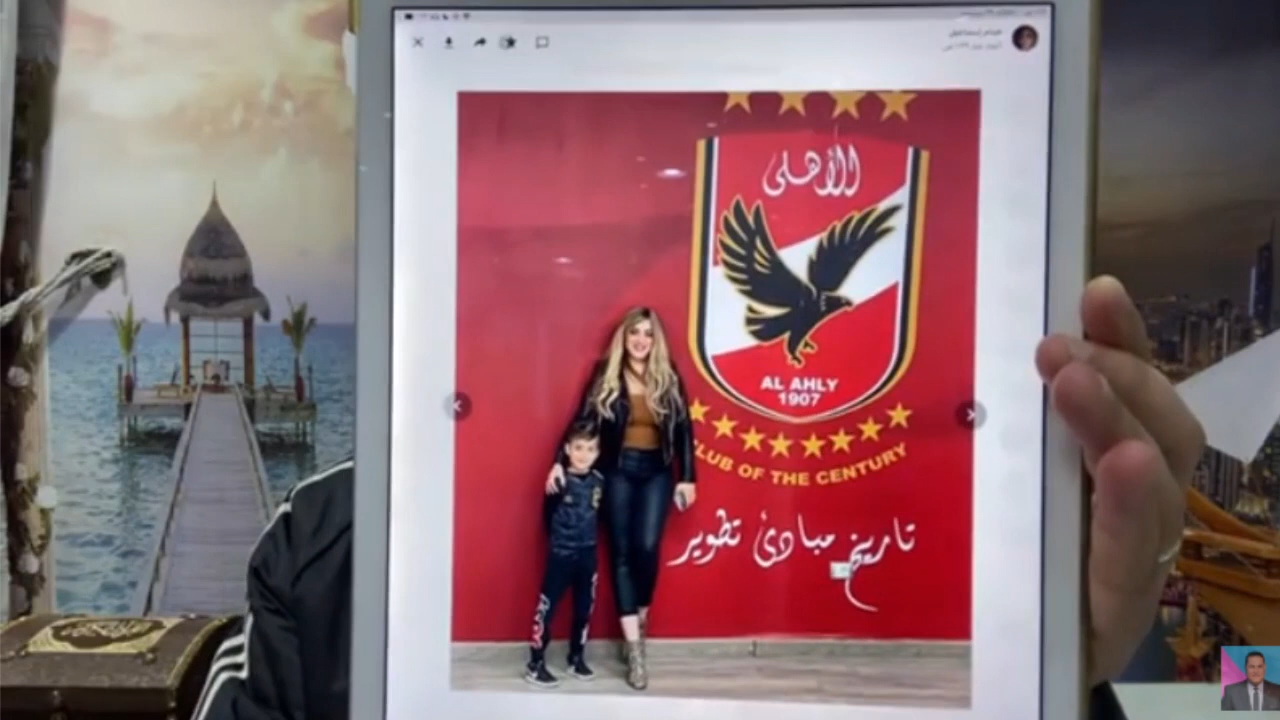 الأهلى
AL AHLY
1907
CLUB OF THE CENTURY
تاريخ مبادئ تطوير